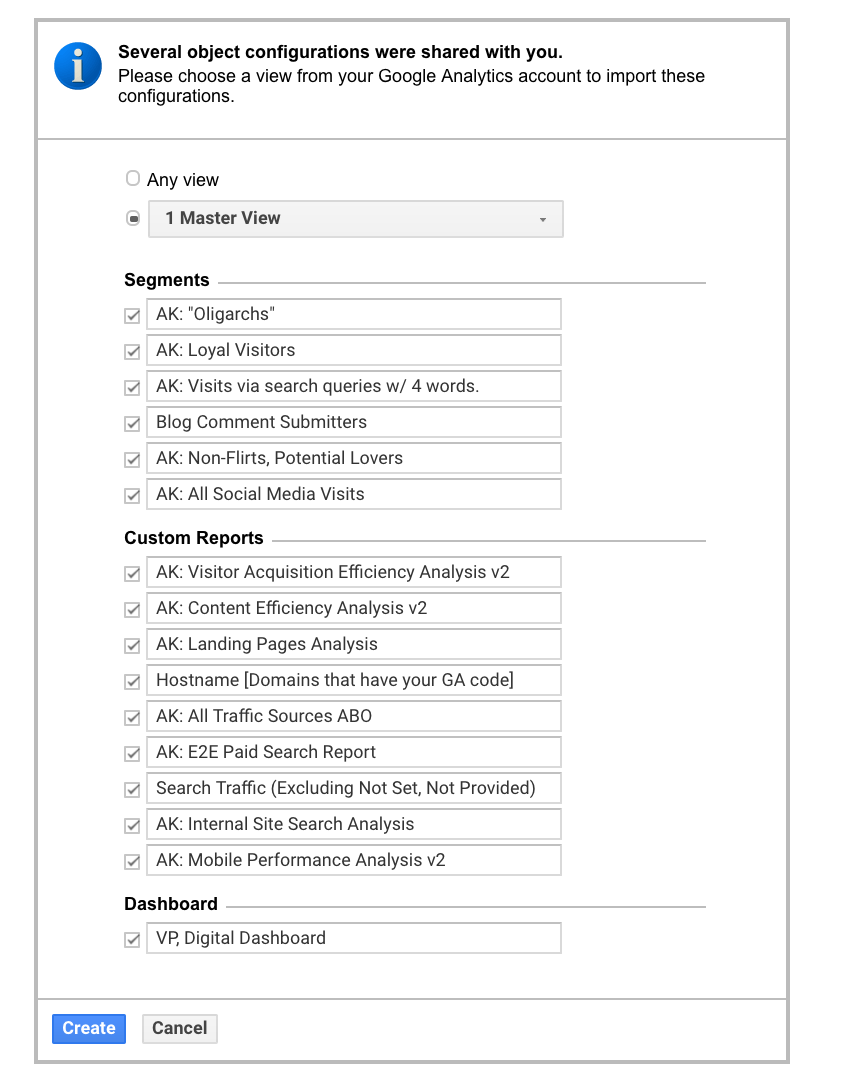 Several object configurations were shared with you.
Please choose a view from your Google Analytics account to import these
configurations.
Any view
1 Master View
Segments
AK: "Oligarchs"
AK: Loyal Visitors
AK: Visits via search queries w/ 4 words.
Blog Comment Submitters
AK: Non-Flirts, Potential Lovers
AK: All Social Media Visits
Custom Reports
AK: Visitor Acquisition Efficiency Analysis v2
AK: Content Efficiency Analysis v2
AK: Landing Pages Analysis
Hostname [Domains that have your GA code]
AK: All Traffic Sources ABO
AK: E2E Paid Search Report
Search Traffic (Excluding Not Set, Not Provided)
AK: Internal Site Search Analysis
AK: Mobile Performance Analysis v2
Dashboard
VP, Digital Dashboard
Create Cancel